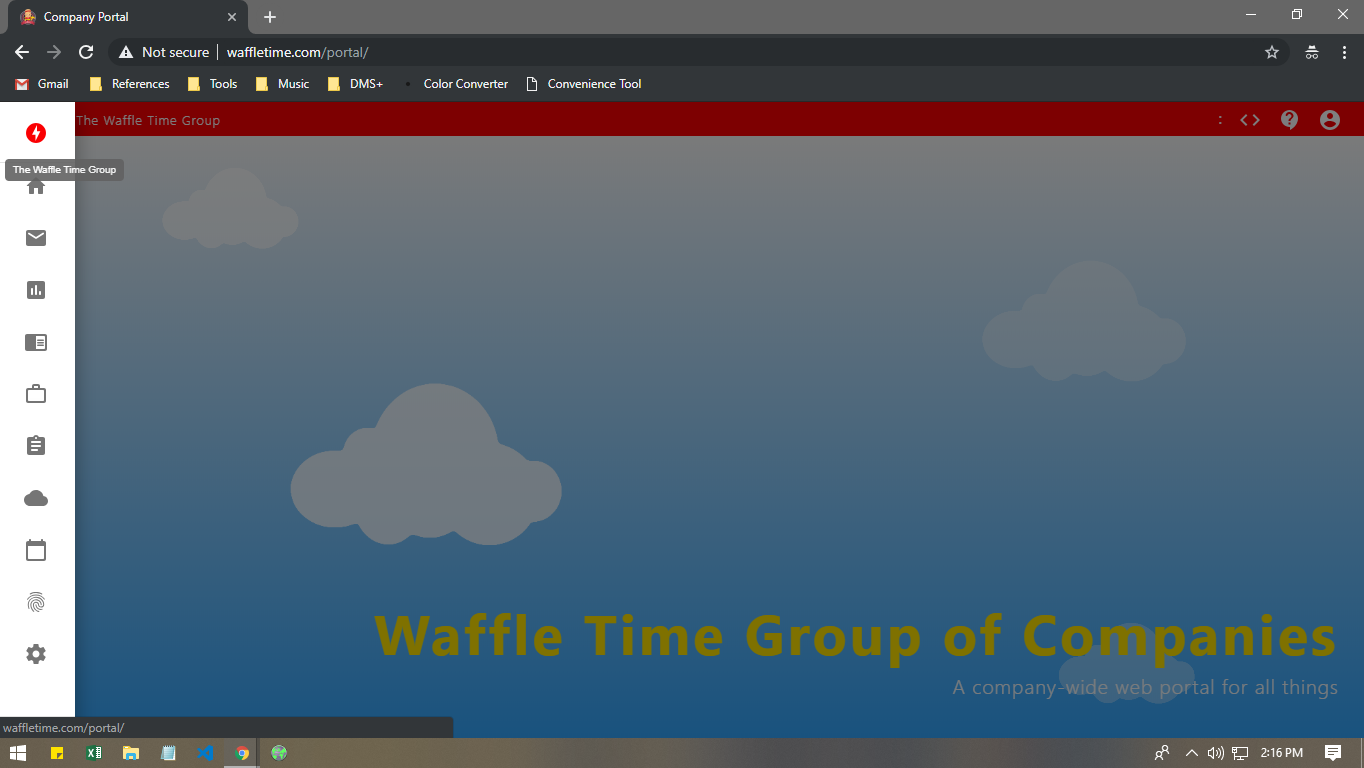 Company Portal
Not secure
waffletime.com/portal/
Gmail
References
Tools
Music
DMS+
Color Converter
Convenience Tool
The Waffle Time Group
:
The Waffle Time Group
Waffle Time Group of Companies
A company-wide web portal for all things
waffletime.com/portal/
2:16 PM